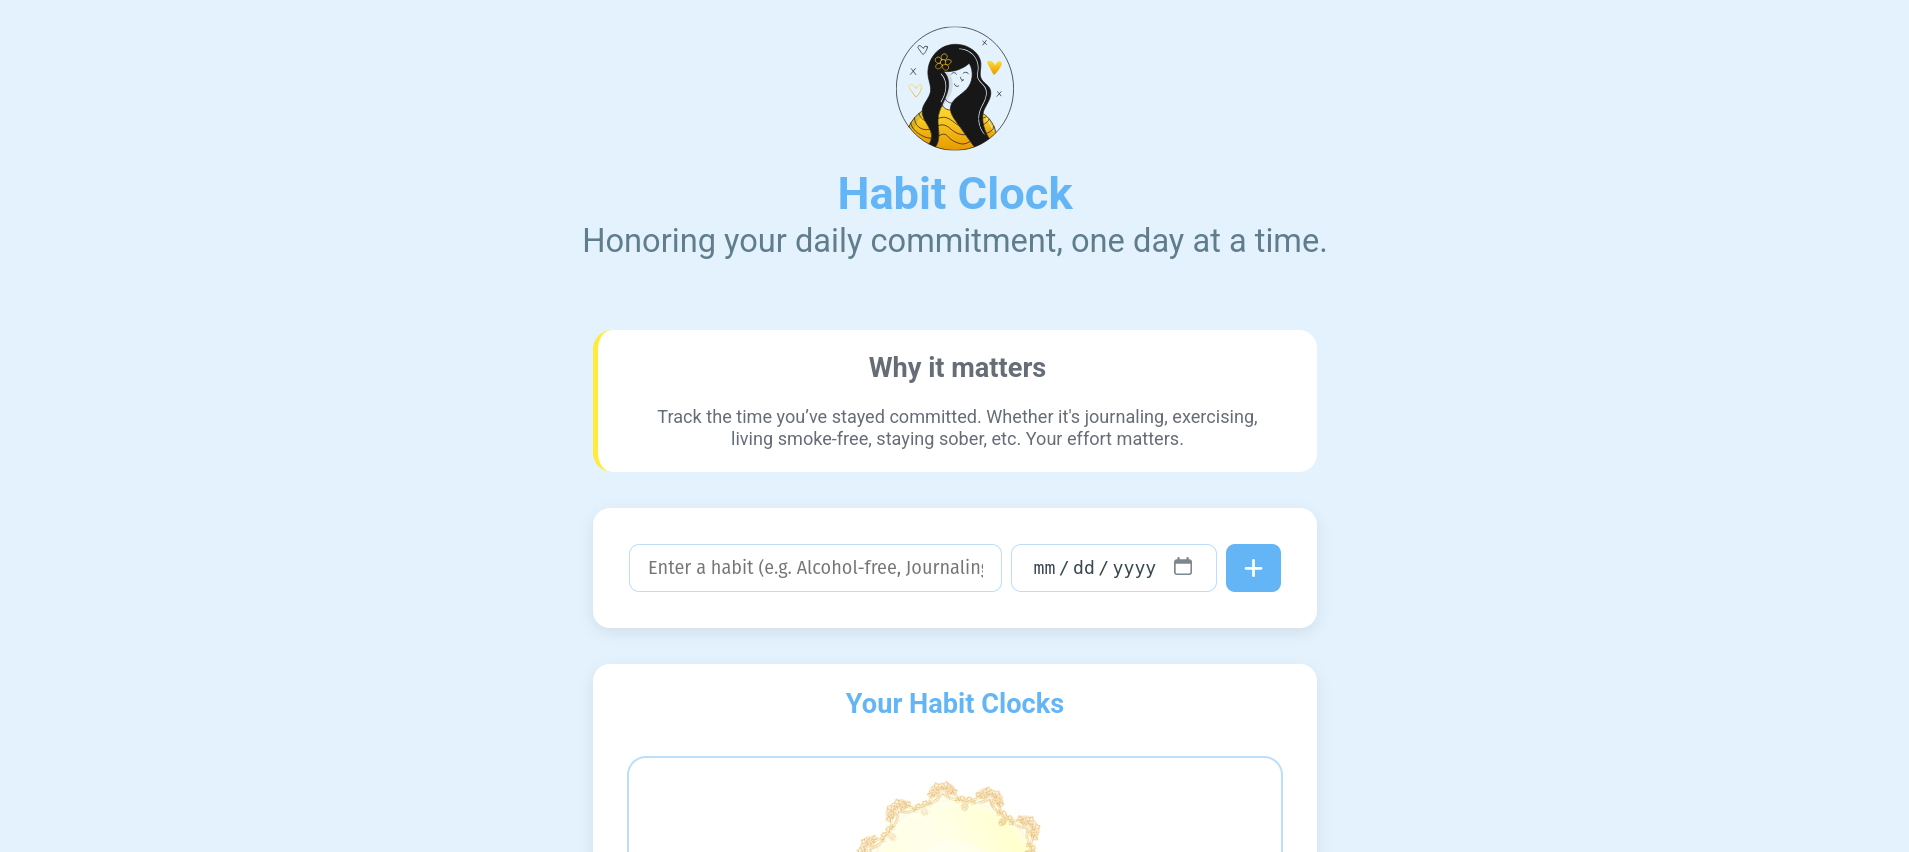 Habit Clock
Honoring your daily commitment, one day at a time.
Why it matters
Track the time you’ve stayed committed. Whether it's journaling, exercising,
living smoke-free, staying sober, etc. Your effort matters.
Enter a habit (e.g. Alcohol-free, Journaling
mm/dd/yyyy
+
Your Habit Clocks